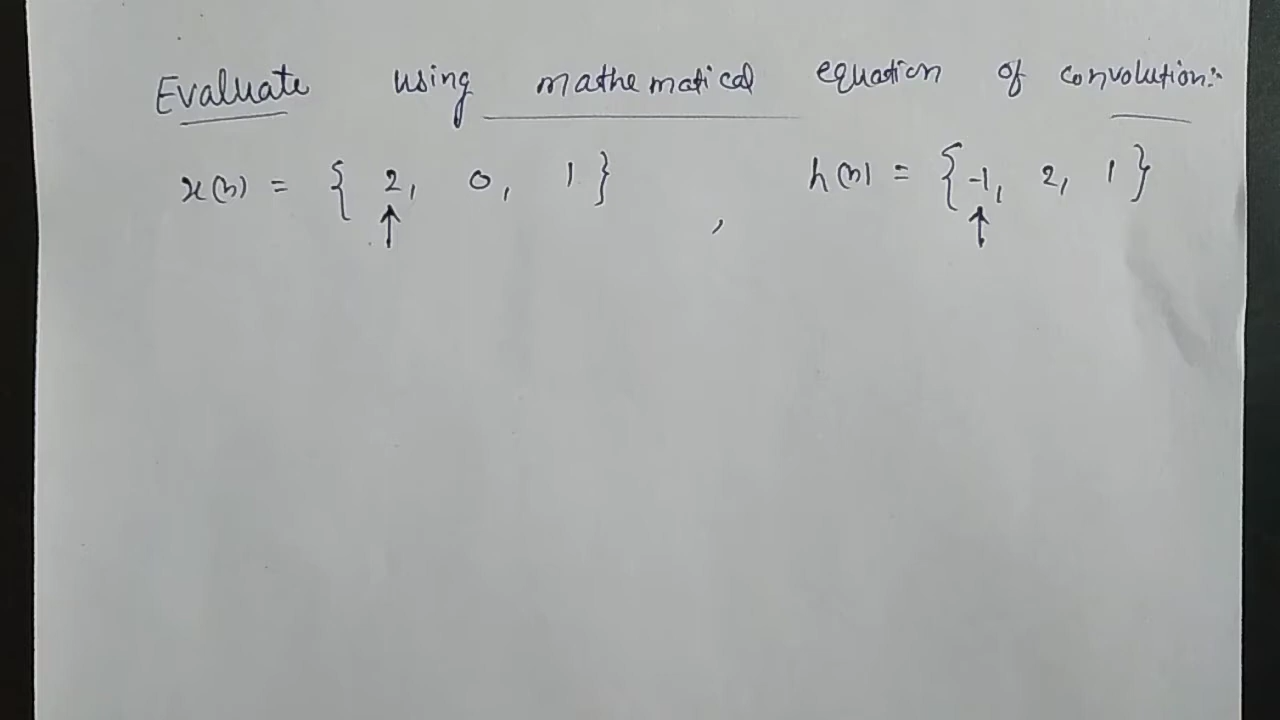 Evaluate using mathematical equation of convolution:-
x(n) = { 2, 0, 1 } , h(n) = { -1, 2, 1 }
↑ ↑